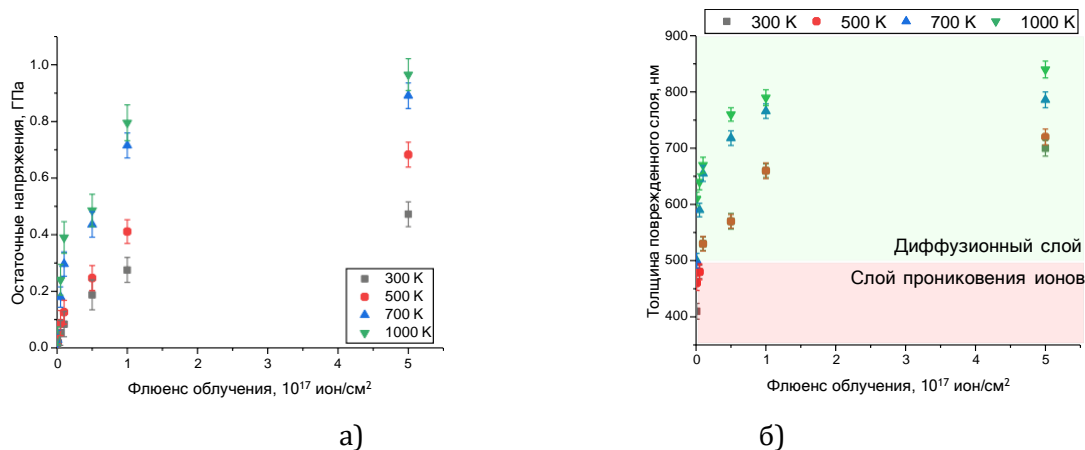 а)
Остаточные напряжения, ГПа
1.0
0.8
0.6
0.4
0.2
0.0
0
1
2
3
4
5
300 K
500 K
700 K
1000 K
Флюенс облучения, 10¹⁷ ион/см²
а)
300 K 500 K 700 K 1000 K
б)
Толщина поврежденного слоя, нм
900
800
700
600
500
400
Диффузионный слой
Слой прониковения ионов
0
1
2
3
4
5
Флюенс облучения, 10¹⁷ ион/см²
б)